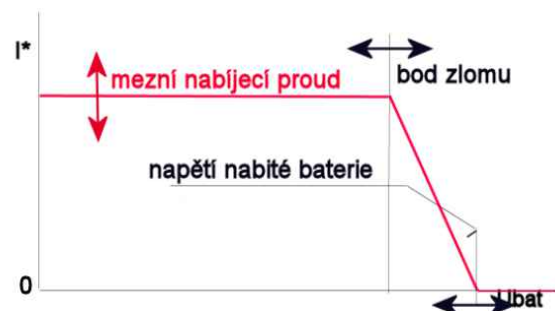 I*
mezní nabíjecí proud
bod zlomu
napětí nabité baterie
0
Ubat